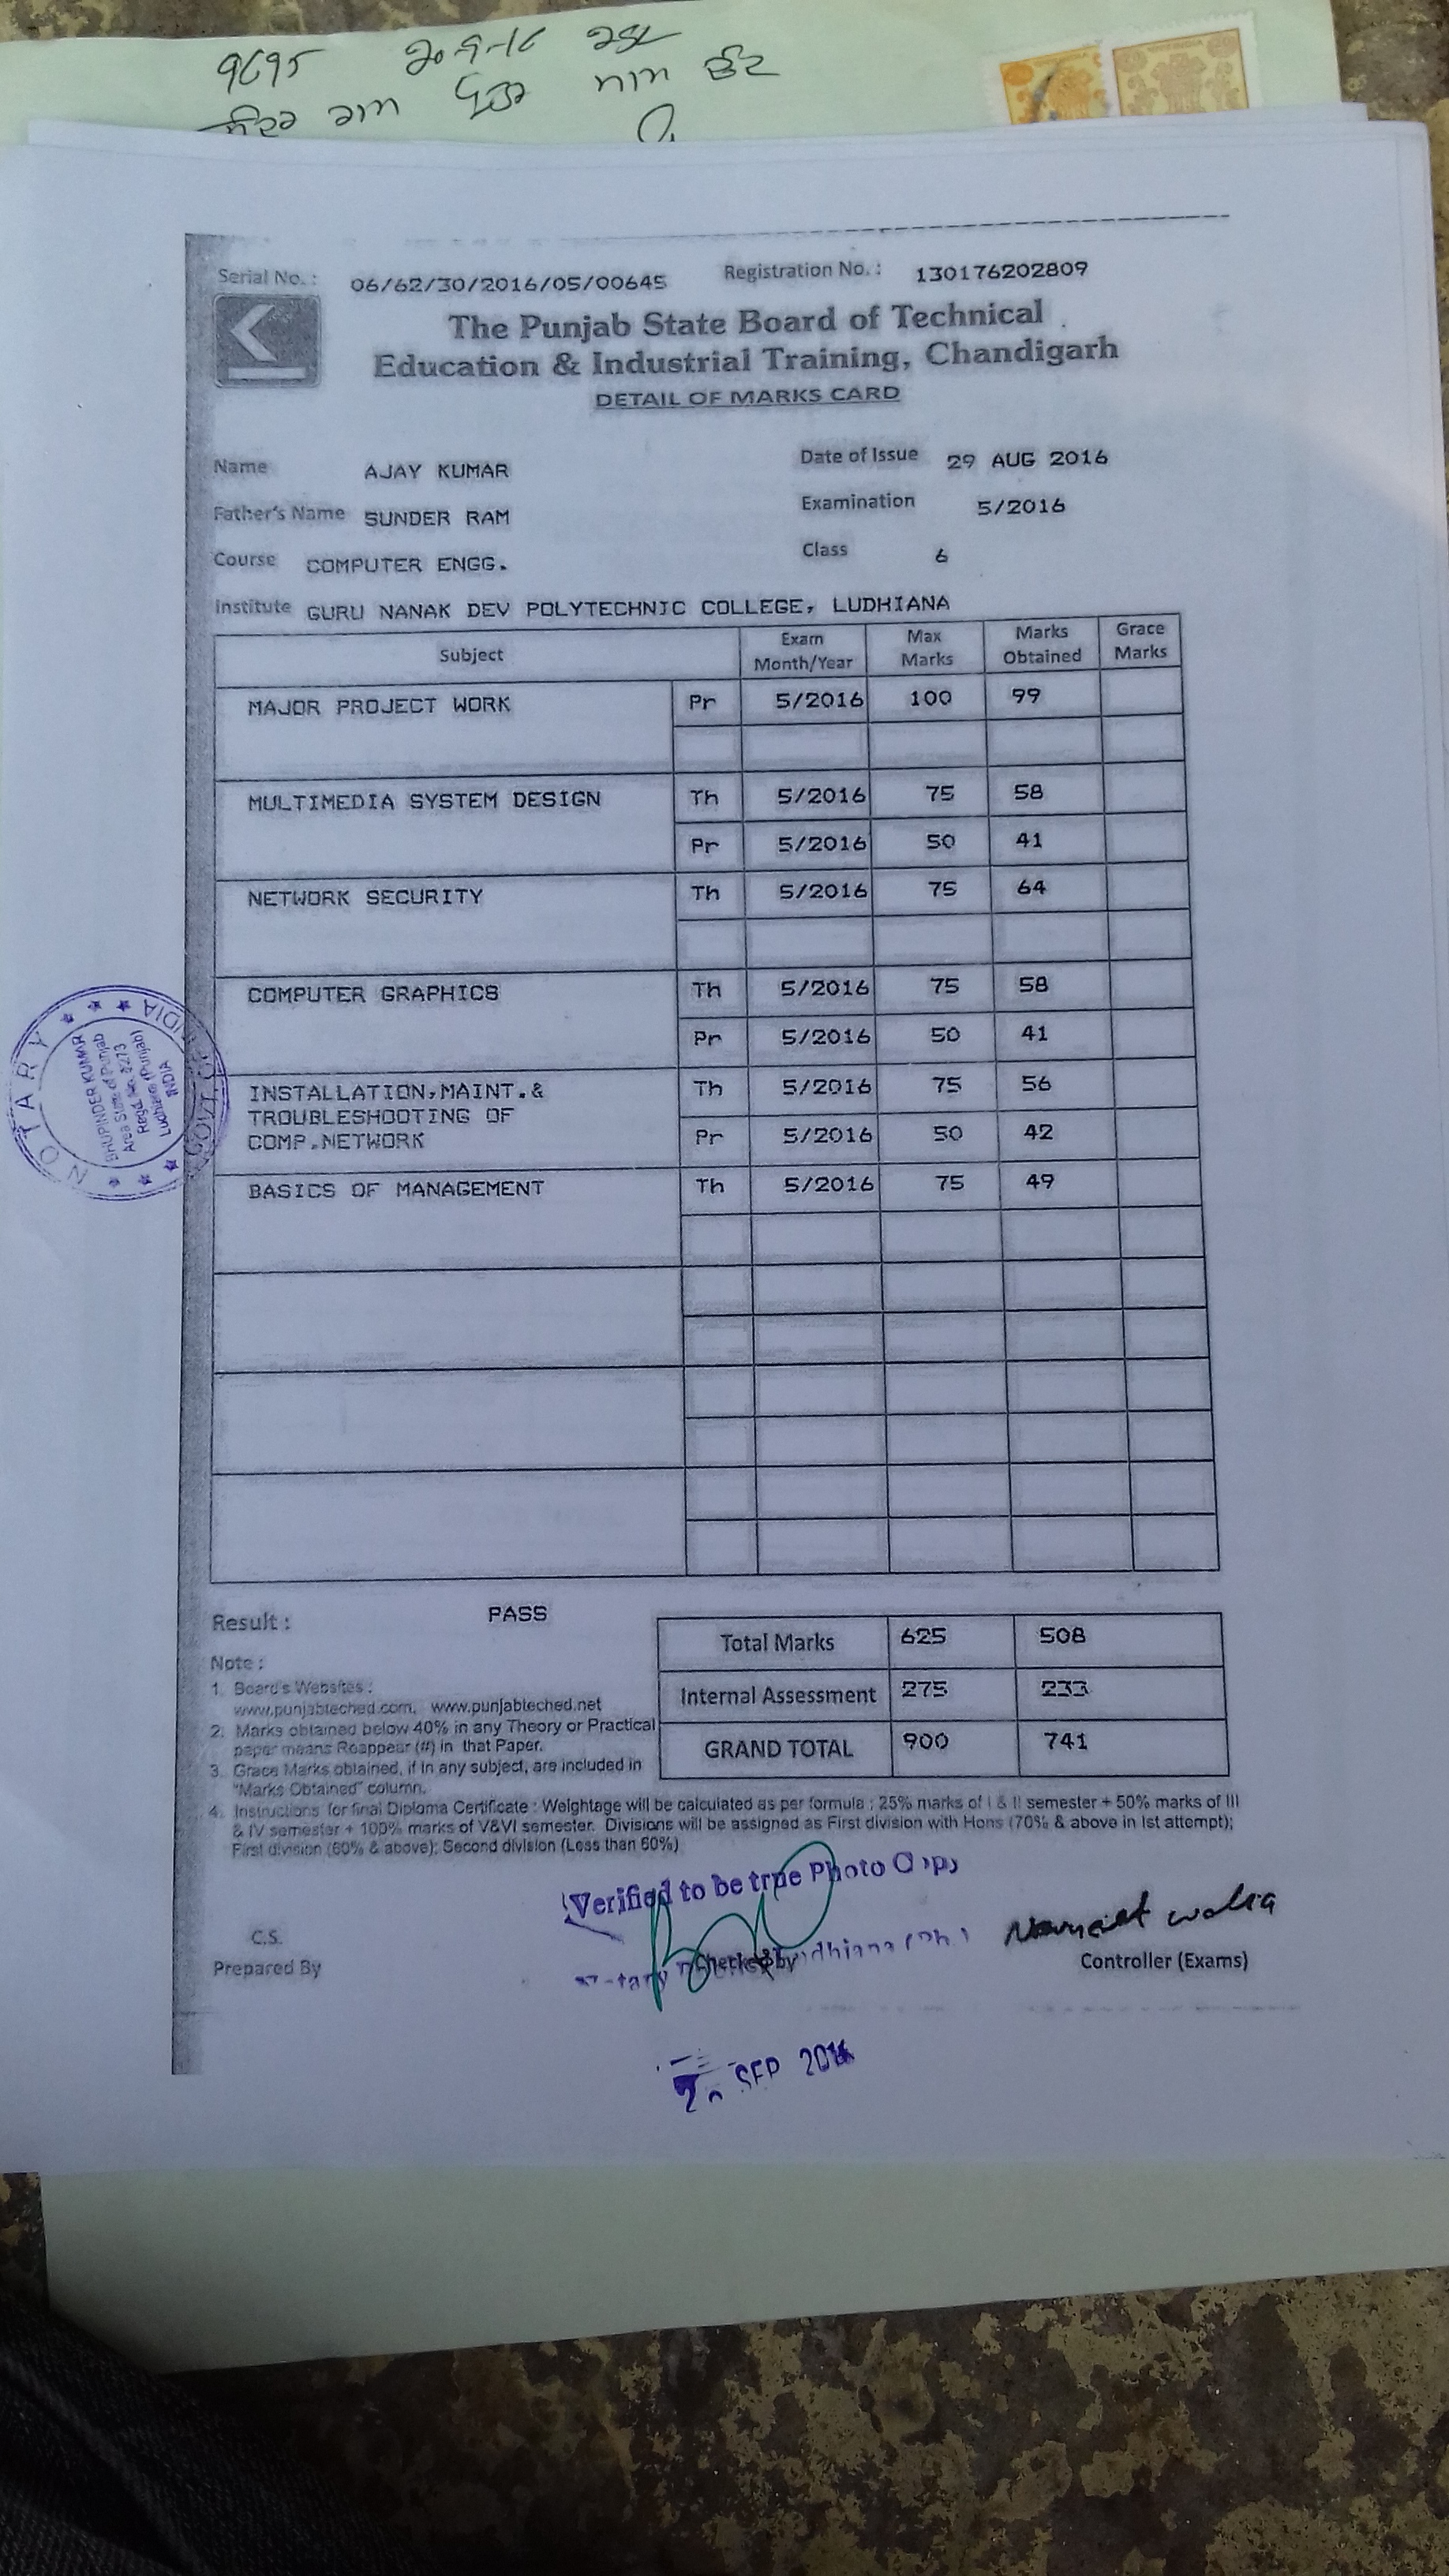 Serial No.: 06/62/30/2016/05/00645 Registration No.: 130176202809
The Punjab State Board of Technical
Education & Industrial Training, Chandigarh
DETAIL OF MARKS CARD
Name AJAY KUMAR Date of Issue 29 AUG 2016
Father's Name SUNDER RAM Examination 5/2016
Course COMPUTER ENGG. Class 6
Institute GURU NANAK DEV POLYTECHNIC COLLEGE, LUDHIANA
Subject Exam Month/Year Max Marks Marks Obtained Grace Marks
MAJOR PROJECT WORK Pr 5/2016 100 99
MULTIMEDIA SYSTEM DESIGN Th 5/2016 75 58
Pr 5/2016 50 41
NETWORK SECURITY Th 5/2016 75 64
COMPUTER GRAPHICS Th 5/2016 75 58
Pr 5/2016 50 41
INSTALLATION,MAINT.& Th 5/2016 75 56
TROUBLESHOOTING OF
COMP.NETWORK Pr 5/2016 50 42
BASICS OF MANAGEMENT Th 5/2016 75 49
NOTARY
BHUPINDER KUMAR
Area State of Punjab
Regd. No.
Ludhiana (Punjab)
INDIA
GOVT. OF INDIA
Result : PASS
Total Marks 625 508
Internal Assessment 275 233
GRAND TOTAL 900 741
Note :
1. Board's Websites :
www.punjabteched.com, www.punjabteched.net
2. Marks obtained below 40% in any Theory or Practical
paper means Reappear (#) in that Paper.
3. Grace Marks obtained, if in any subject, are included in
"Marks Obtained" column.
4. Instructions for final Diploma Certificate : Weightage will be calculated as per formula : 25% marks of I & II semester + 50% marks of III
& IV semester + 100% marks of V&VI semester. Divisions will be assigned as First division with Hons (70% & above in Ist attempt);
First division (60% & above); Second division (Less than 60%)
Verified to be true Photo
C.S.
Prepared By
Controller (Exams)
SEP